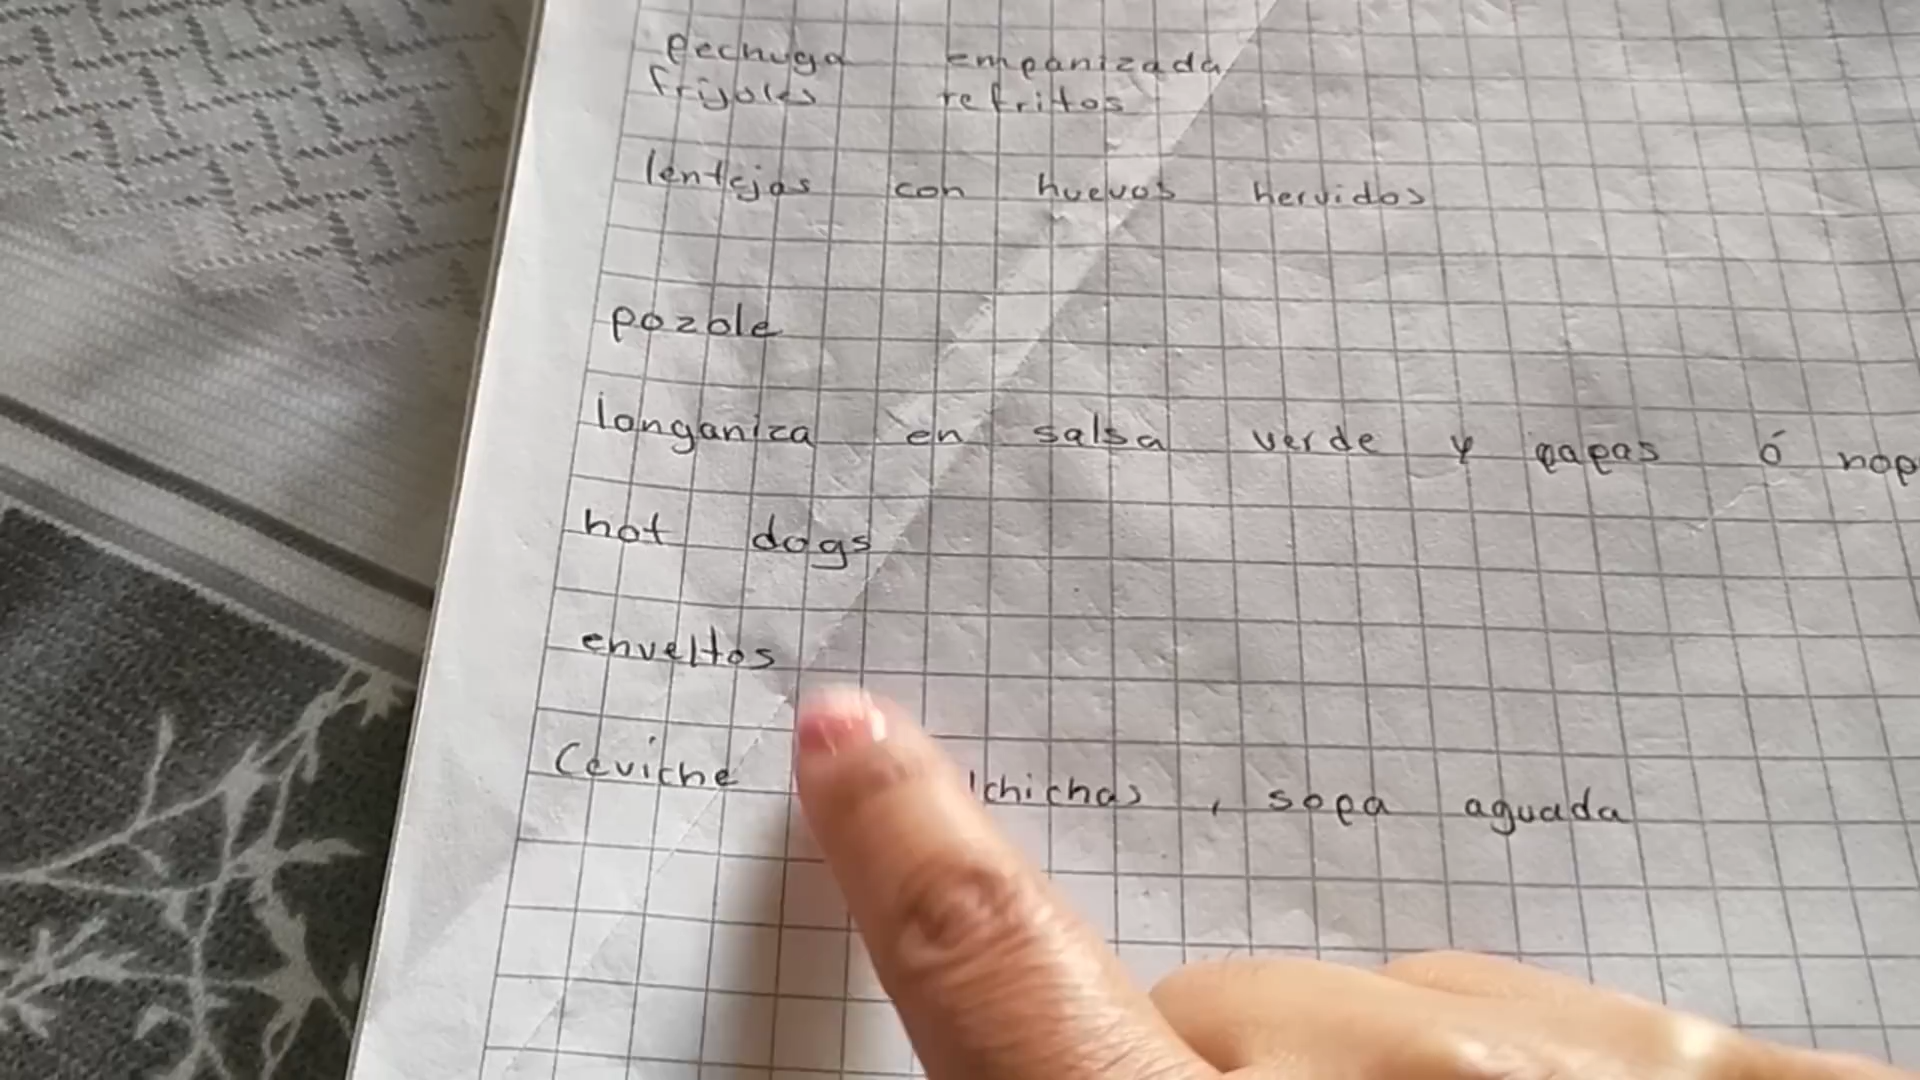 pechuga empanizada
frijoles refritos
lentejas con huevos hervidos
pozole
longaniza en salsa verde y papas ó
hot dogs
enveltos
Ceviche , sopa aguada